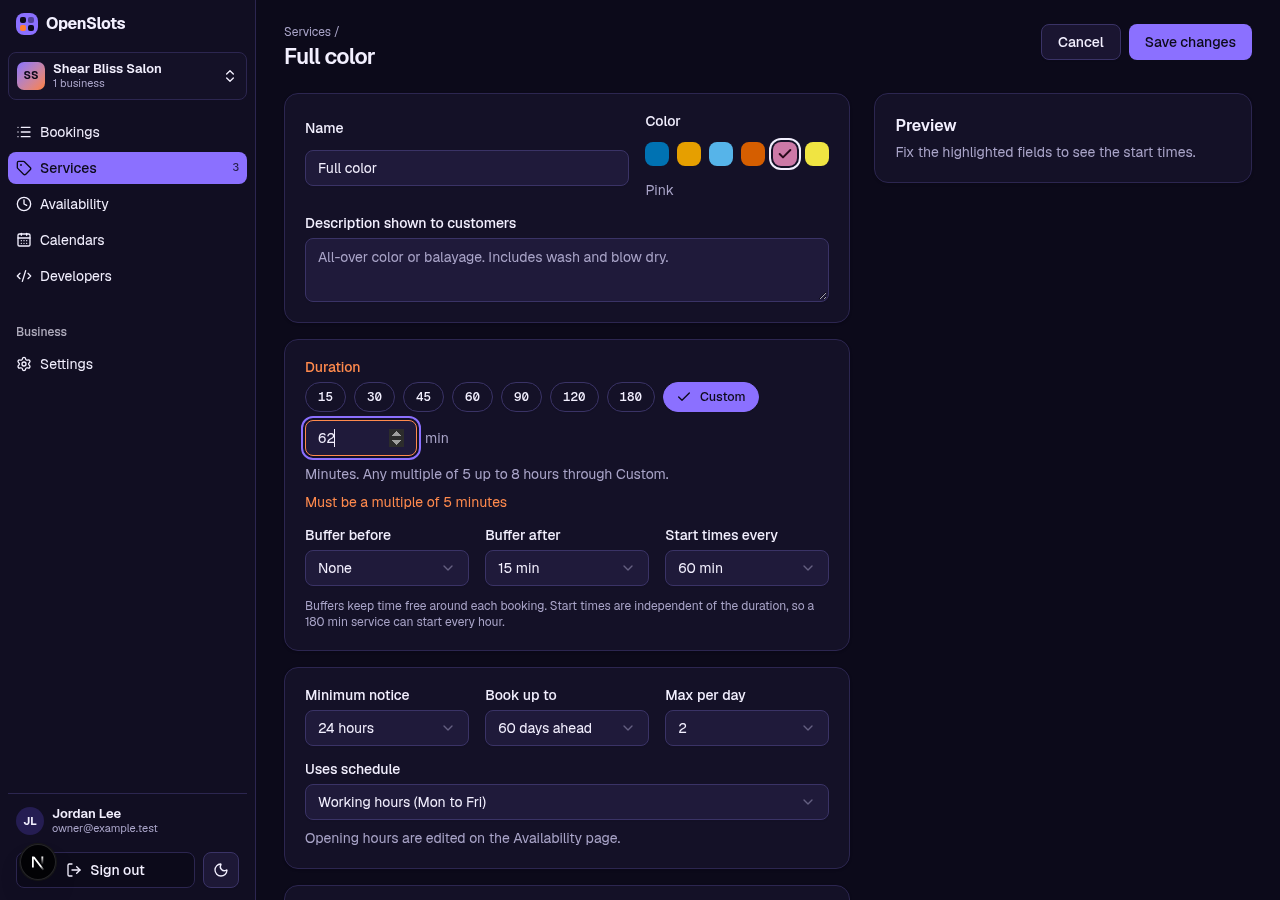 OpenSlots
SS
Shear Bliss Salon
1 business
Bookings
Services
3
Availability
Calendars
Developers
Business
Settings
JL
Jordan Lee
owner@example.test
N
Sign out
Services /
Full color
Cancel
Save changes
Name
Full color
Color
Pink
Description shown to customers
All-over color or balayage. Includes wash and blow dry.
Duration
15
30
45
60
90
120
180
Custom
62
min
Minutes. Any multiple of 5 up to 8 hours through Custom.
Must be a multiple of 5 minutes
Buffer before
Buffer after
Start times every
None
15 min
60 min
Buffers keep time free around each booking. Start times are independent of the duration, so a
180 min service can start every hour.
Minimum notice
Book up to
Max per day
24 hours
60 days ahead
2
Uses schedule
Working hours (Mon to Fri)
Opening hours are edited on the Availability page.
Preview
Fix the highlighted fields to see the start times.